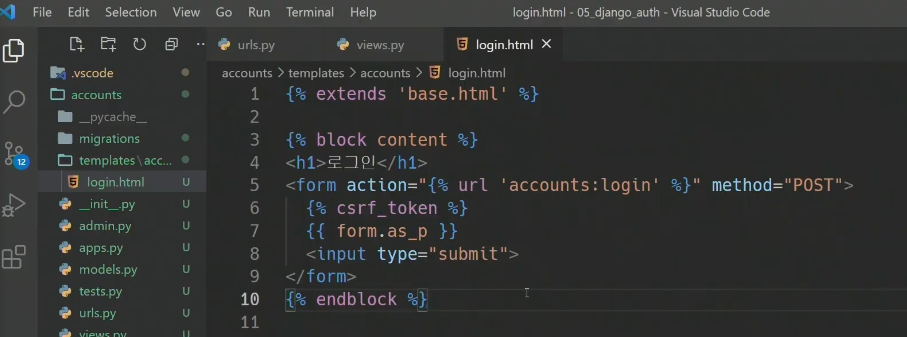 File Edit Selection View Go Run Terminal Help login.html - 05_django_auth - Visual Studio Code
urls.py views.py login.html
accounts > templates > accounts > login.html
.vscode
accounts
__pycache__
migrations
templates\acc...
login.html U
__init__.py U
admin.py U
apps.py U
models.py U
tests.py U
urls.py U
views.py U
12
1 {% extends 'base.html' %}
2
3 {% block content %}
4 <h1>로그인</h1>
5 <form action="{% url 'accounts:login' %}" method="POST">
6 {% csrf_token %}
7 {{ form.as_p }}
8 <input type="submit">
9 </form>
10 {% endblock %}
11